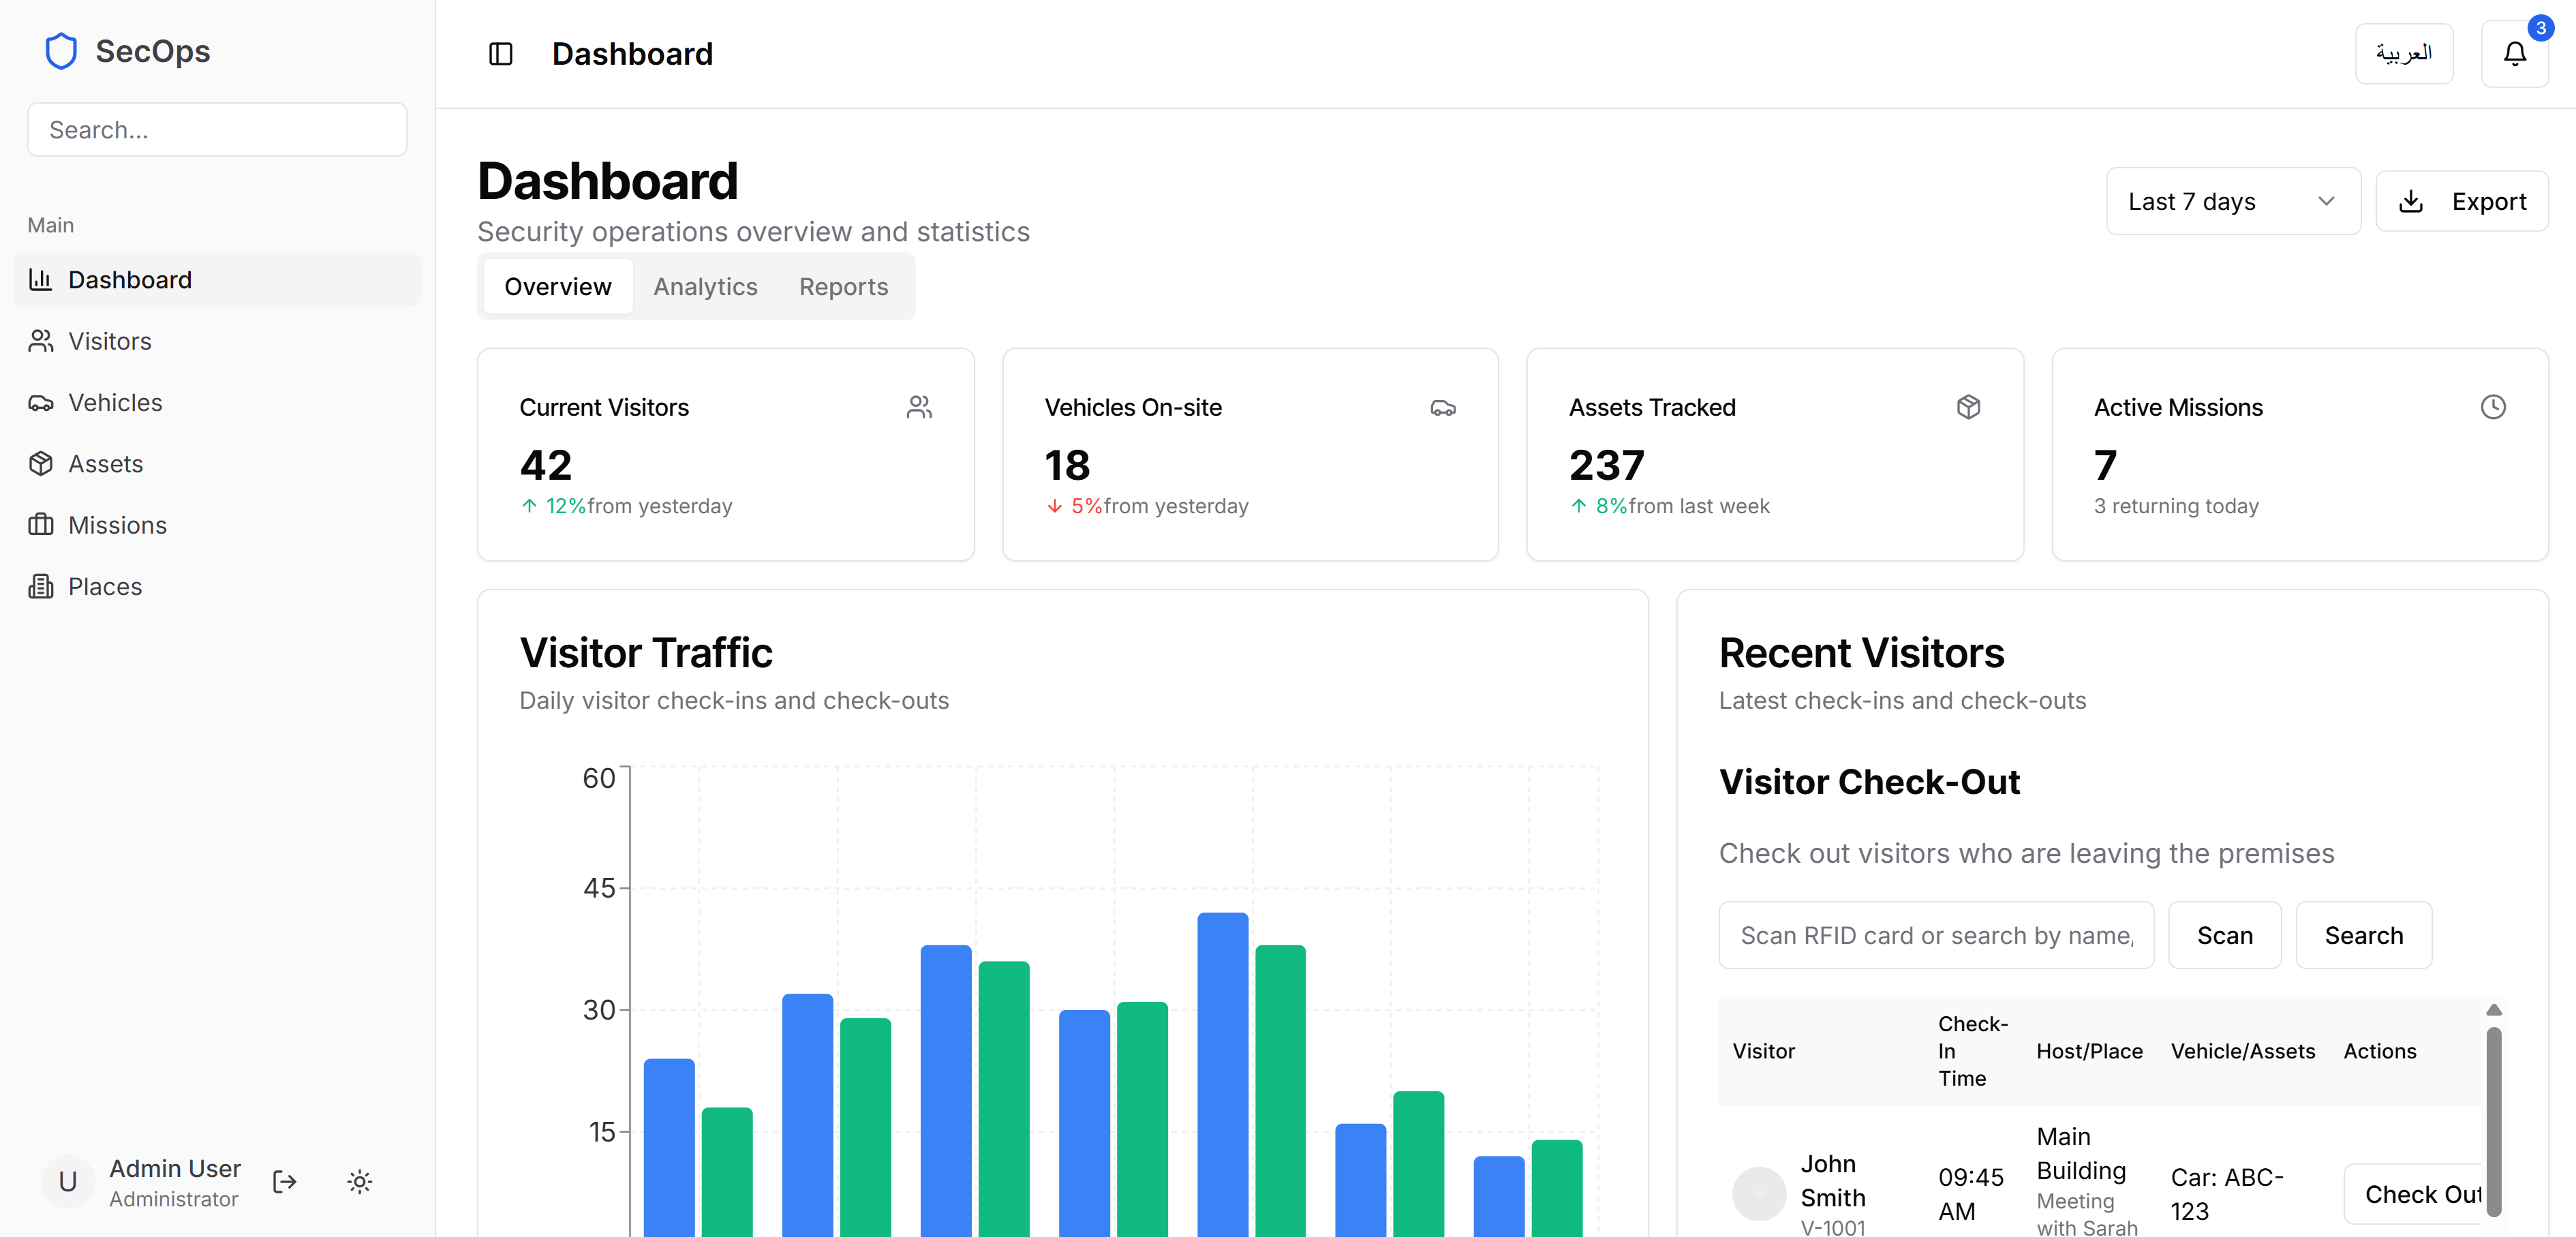 SecOps
Search...
Main
Dashboard
Visitors
Vehicles
Assets
Missions
Places
U
Admin User
Administrator
Dashboard
العربية
3
Dashboard
Security operations overview and statistics
Last 7 days
Export
Overview
Analytics
Reports
Current Visitors
42
12%from yesterday
Vehicles On-site
18
5%from yesterday
Assets Tracked
237
8%from last week
Active Missions
7
3 returning today
Visitor Traffic
Daily visitor check-ins and check-outs
60
45
30
15
Recent Visitors
Latest check-ins and check-outs
Visitor Check-Out
Check out visitors who are leaving the premises
Scan RFID card or search by name,
Scan
Search
Visitor
Check-
In
Time
Host/Place
Vehicle/Assets
Actions
John
Smith
V-1001
09:45
AM
Main
Building
Meeting
with Sarah
Car: ABC-
123
Check Out